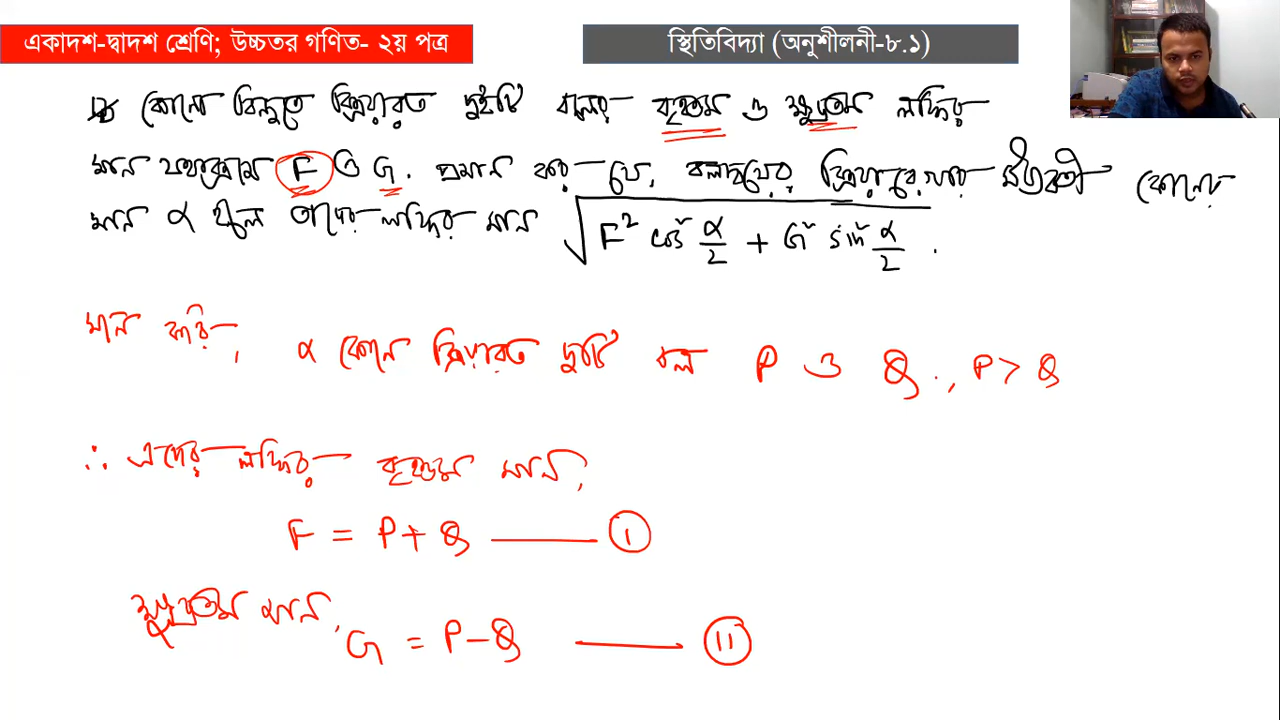 একাদশ-দ্বাদশ শ্রেণি; উচ্চতর গণিত- ২য় পত্র
স্থিতিবিদ্যা (অনুশীলনী-৮.১)
কোনো বিন্দুতে ক্রিয়ারত দুইটি বলের বৃহত্তম ও ক্ষুদ্রতম লব্ধির
মান যথাক্রমে F ও G. প্রমান কর যে, বলদ্বয়ের ক্রিয়ারেখার মধ্যবর্তী কোনের
মান α হলে তাদের লব্ধির মান √(F² cos² α/2 + G² sin² α/2) .
মনে করি, α কোনে ক্রিয়ারত দুটি বল P ও Q , P > Q
∴ এদের লব্ধির বৃহত্তম মান,
F = P + Q ——— (I)
ক্ষুদ্রতম মান,
G = P − Q ——— (II)